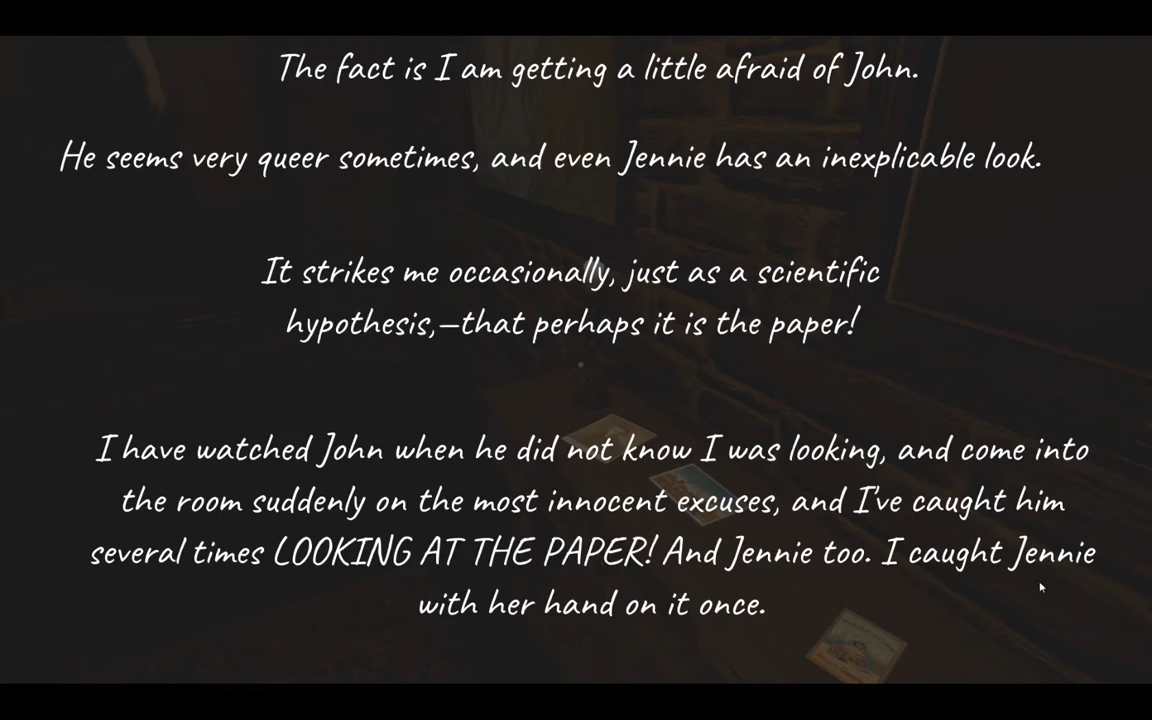 The fact is I am getting a little afraid of John.
He seems very queer sometimes, and even Jennie has an inexplicable look.
It strikes me occasionally, just as a scientific
hypothesis,—that perhaps it is the paper!
I have watched John when he did not know I was looking, and come into
the room suddenly on the most innocent excuses, and I've caught him
several times LOOKING AT THE PAPER! And Jennie too. I caught Jennie
with her hand on it once.